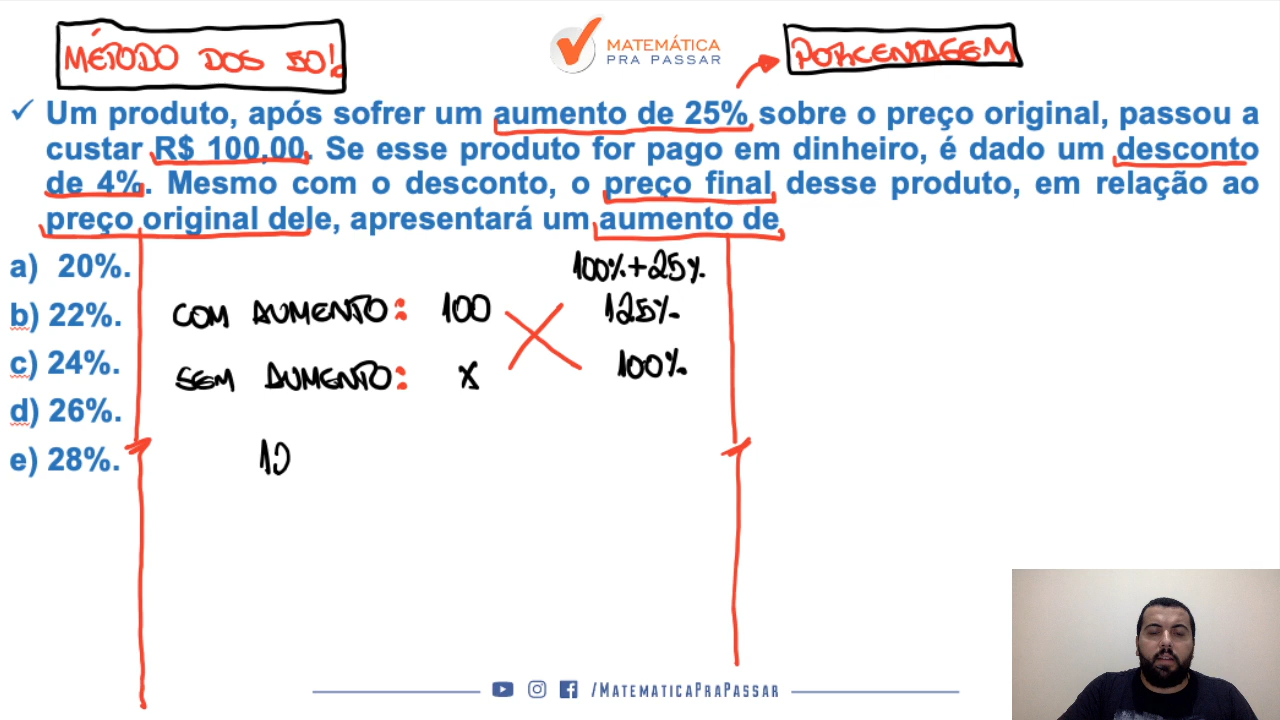 MÉTODO DOS 50!
MATEMÁTICA
PRA PASSAR
PORCENTAGEM
✓ Um produto, após sofrer um aumento de 25% sobre o preço original, passou a
custar R$ 100,00. Se esse produto for pago em dinheiro, é dado um desconto
de 4%. Mesmo com o desconto, o preço final desse produto, em relação ao
preço original dele, apresentará um aumento de
a) 20%.
b) 22%.
c) 24%.
d) 26%.
e) 28%.
100%+25%
COM AUMENTO: 100 125%
SEM AUMENTO: x 100%
10
/MATEMATICAPRAPASSAR